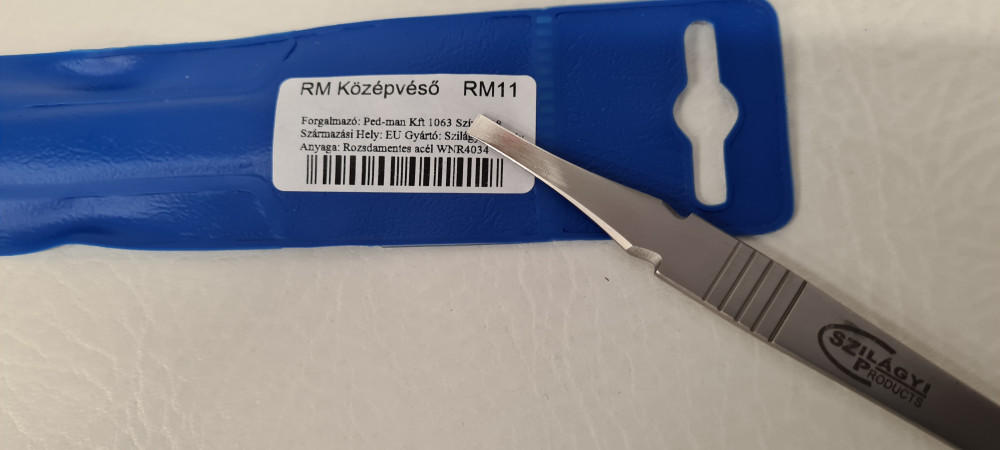 RM Középvéső RM11
Forgalmazó: Ped-man Kft 1063
Származási Hely: EU Gyártó:
Anyaga: Rozsdamentes acél WNR4034
SZILÁGYI
PRODUCTS